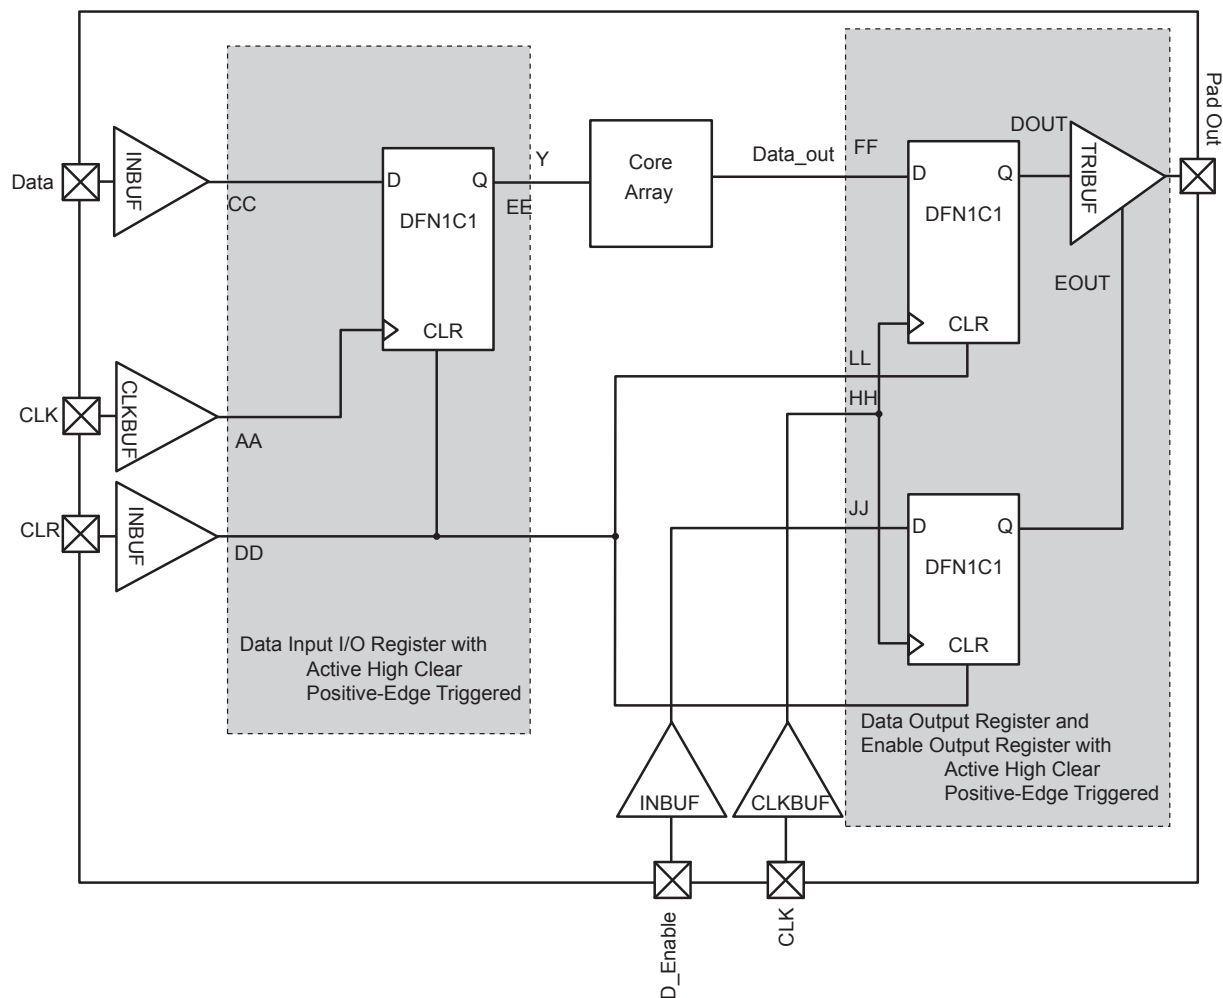 Pad Out
DOUT
INBUF
Y
Core
Array
Data_out
FF
TRIBUF
Data
D
Q
D
Q
CC
EE
DFN1C1
DFN1C1
EOUT
CLR
CLR
LL
CLKBUF
HH
CLK
AA
JJ
INBUF
CLR
D
Q
DD
DFN1C1
CLR
Data Input I/O Register with
Active High Clear
Positive-Edge Triggered
Data Output Register and
Enable Output Register with
Active High Clear
Positive-Edge Triggered
INBUF
CLKBUF
D_Enable
CLK